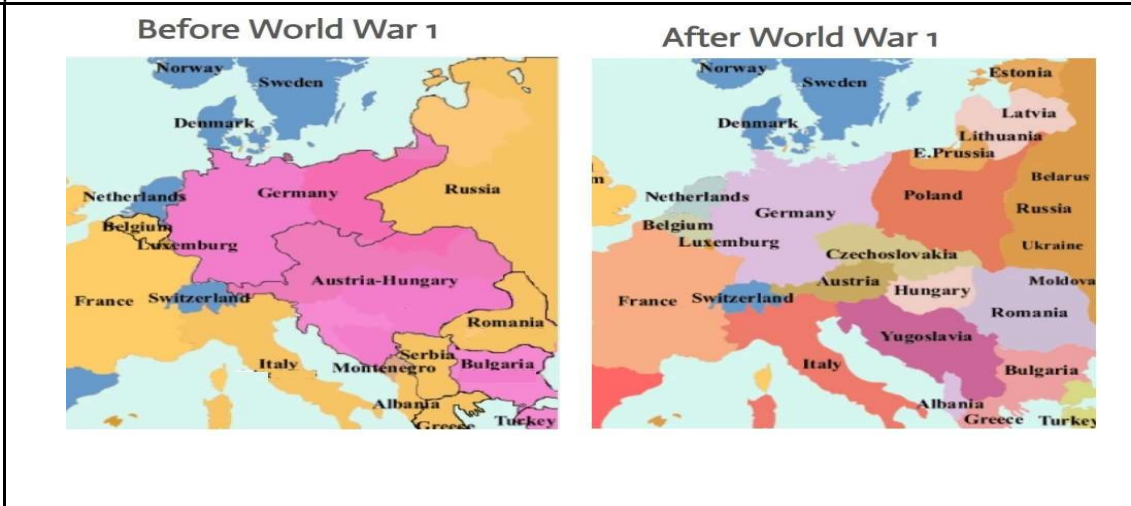 Before World War 1
Norway
Sweden
Denmark
Netherlands
Germany
Russia
Belgium
Luxemburg
Austria-Hungary
France
Switzerland
Romania
Italy
Serbia
Montenegro
Bulgaria
Albania
Greece
Turkey
After World War 1
Norway
Sweden
Estonia
Latvia
Denmark
Lithuania
E.Prussia
Belarus
m
Netherlands
Poland
Germany
Russia
Belgium
Luxemburg
Ukraine
Czechoslovakia
Austria
Moldova
Hungary
France
Switzerland
Romania
Yugoslavia
Italy
Bulgaria
Albania
Greece
Turkey